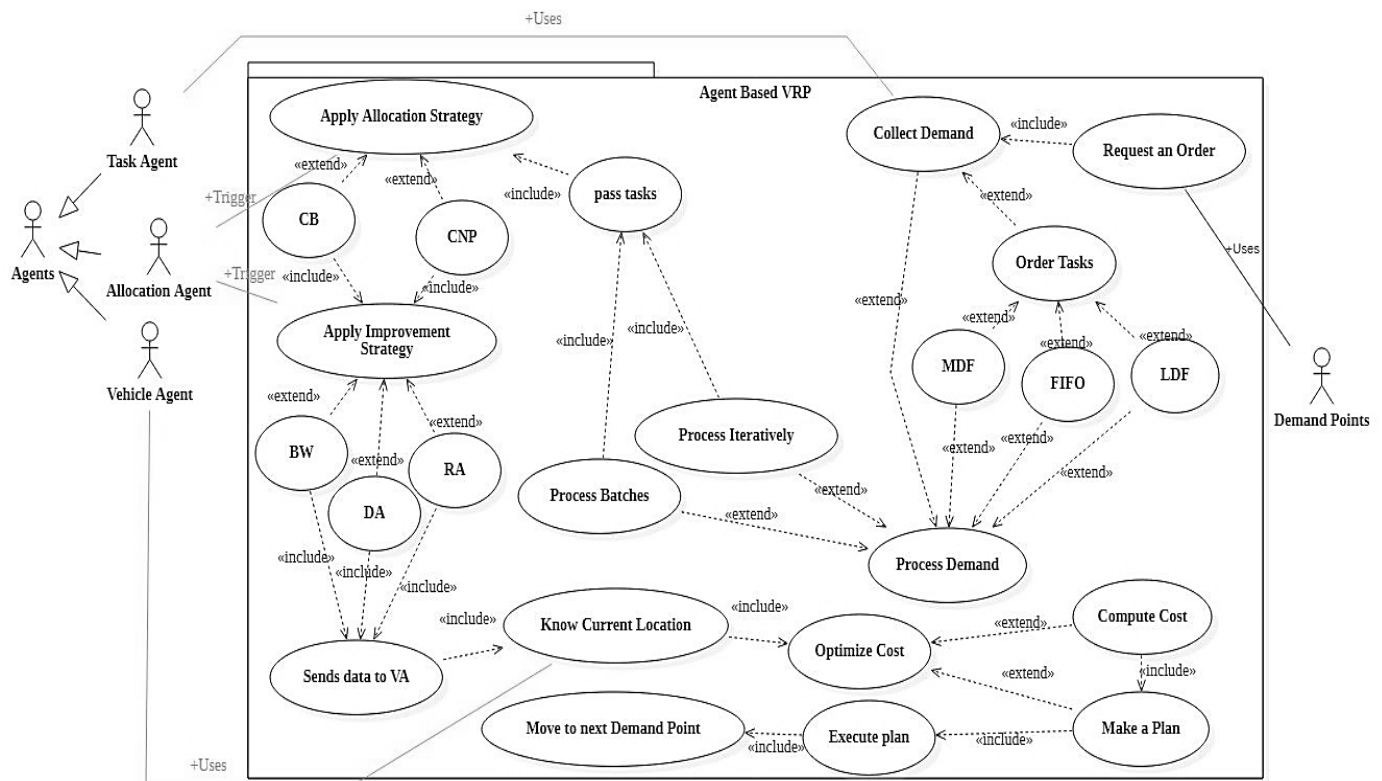 +Uses
Agent Based VRP
Task Agent
Agents
Allocation Agent
Vehicle Agent
+Trigger
+Trigger
Apply Allocation Strategy
«extend»
«extend»
«include»
pass tasks
CB
CNP
«include»
«include»
Apply Improvement
Strategy
«extend»
«extend»
«extend»
BW
DA
RA
«include»
«include»
«include»
Sends data to VA
«include»
«include»
«include»
Process Iteratively
Process Batches
«extend»
«extend»
Collect Demand
«include»
Request an Order
«extend»
Order Tasks
+Uses
«extend»
«extend»
«extend»
«extend»
MDF
FIFO
LDF
Demand Points
«extend»
«extend»
«extend»
Process Demand
Know Current Location
«include»
Optimize Cost
«extend»
Compute Cost
«extend»
«include»
Move to next Demand Point
«include»
Execute plan
«include»
Make a Plan
+Uses